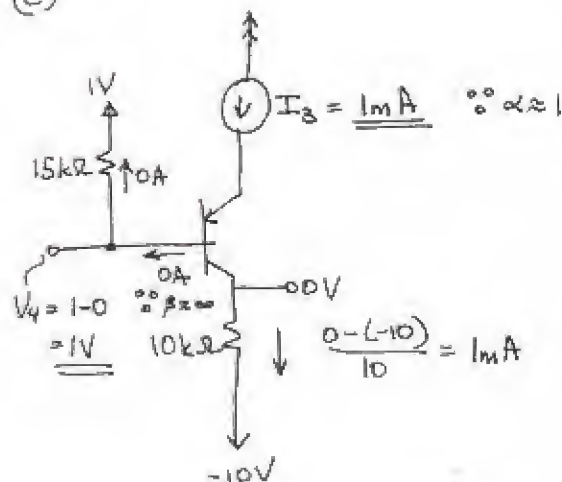 (c)
1V
I₃ = 1mA ∵ α ≈ 1
15kΩ
0A
0A
V₄ = 1-0
∵ β ≈ ∞
0V
= 1V
10kΩ
0-(-10)/10 = 1mA
-10V